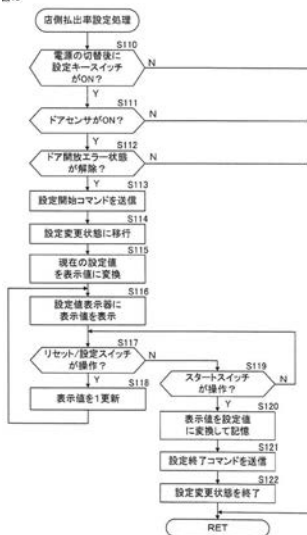 店側払出率設定処理
S110
電源の切替後に
設定キースイッチ
がON?
N
Y
S111
ドアセンサがON?
N
Y
S112
ドア開放エラー状態
が解除?
N
Y
S113
設定開始コマンドを送信
S114
設定変更状態に移行
S115
現在の設定値
を表示値に変換
S116
設定値表示器に
表示値を表示
S117
リセット/設定スイッチ
が操作?
N
Y
S118
表示値を1更新
S119
スタートスイッチ
が操作?
N
Y
S120
表示値を設定値
に変換して記憶
S121
設定終了コマンドを送信
S122
設定変更状態を終了
RET